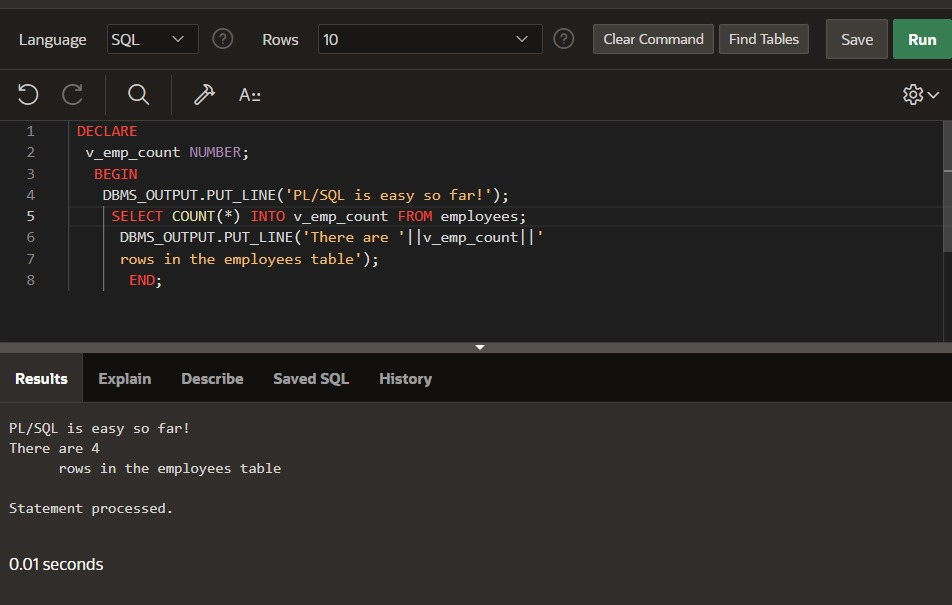 Language SQL Rows 10 Clear Command Find Tables Save Run
A::
1 DECLARE
2 v_emp_count NUMBER;
3 BEGIN
4 DBMS_OUTPUT.PUT_LINE('PL/SQL is easy so far!');
5 SELECT COUNT(*) INTO v_emp_count FROM employees;
6 DBMS_OUTPUT.PUT_LINE('There are '||v_emp_count||'
7 rows in the employees table');
8 END;
Results Explain Describe Saved SQL History
PL/SQL is easy so far!
There are 4
rows in the employees table
Statement processed.
0.01 seconds